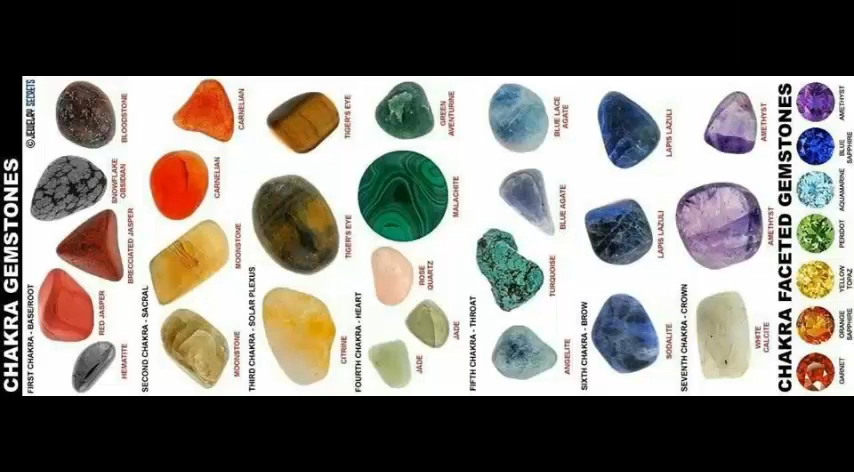 CHAKRA GEMSTONES
© JEWELRY SECRETS
FIRST CHAKRA - BASE/ROOT
BLOODSTONE
SNOWFLAKE
OBSIDIAN
BRECCIATED JASPER
RED JASPER
HEMATITE
SECOND CHAKRA - SACRAL
CARNELIAN
CARNELIAN
MOONSTONE
MOONSTONE
THIRD CHAKRA - SOLAR PLEXUS
TIGER'S EYE
TIGER'S EYE
CITRINE
FOURTH CHAKRA - HEART
GREEN
AVENTURINE
MALACHITE
ROSE
QUARTZ
JADE
JADE
FIFTH CHAKRA - THROAT
BLUE LACE
AGATE
BLUE AGATE
TURQUOISE
ANGELITE
SIXTH CHAKRA - BROW
LAPIS LAZULI
LAPIS LAZULI
SODALITE
SEVENTH CHAKRA - CROWN
AMETHYST
AMETHYST
WHITE
CALCITE
CHAKRA FACETED GEMSTONES
AMETHYST
BLUE
SAPPHIRE
AQUAMARINE
PERIDOT
YELLOW
TOPAZ
ORANGE
SAPPHIRE
GARNET